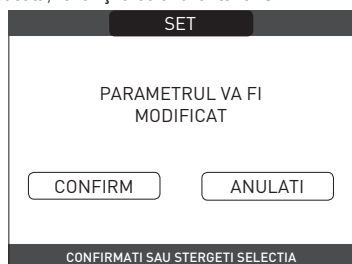 SET
PARAMETRUL VA FI
MODIFICAT
CONFIRM ANULATI
CONFIRMATI SAU STERGETI SELECTIA